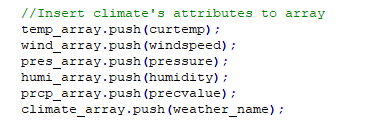 //Insert climate's attributes to array
temp_array.push(curtemp);
wind_array.push(windspeed);
pres_array.push(pressure);
humi_array.push(humidity);
prcp_array.push(precvalue);
climate_array.push(weather_name);